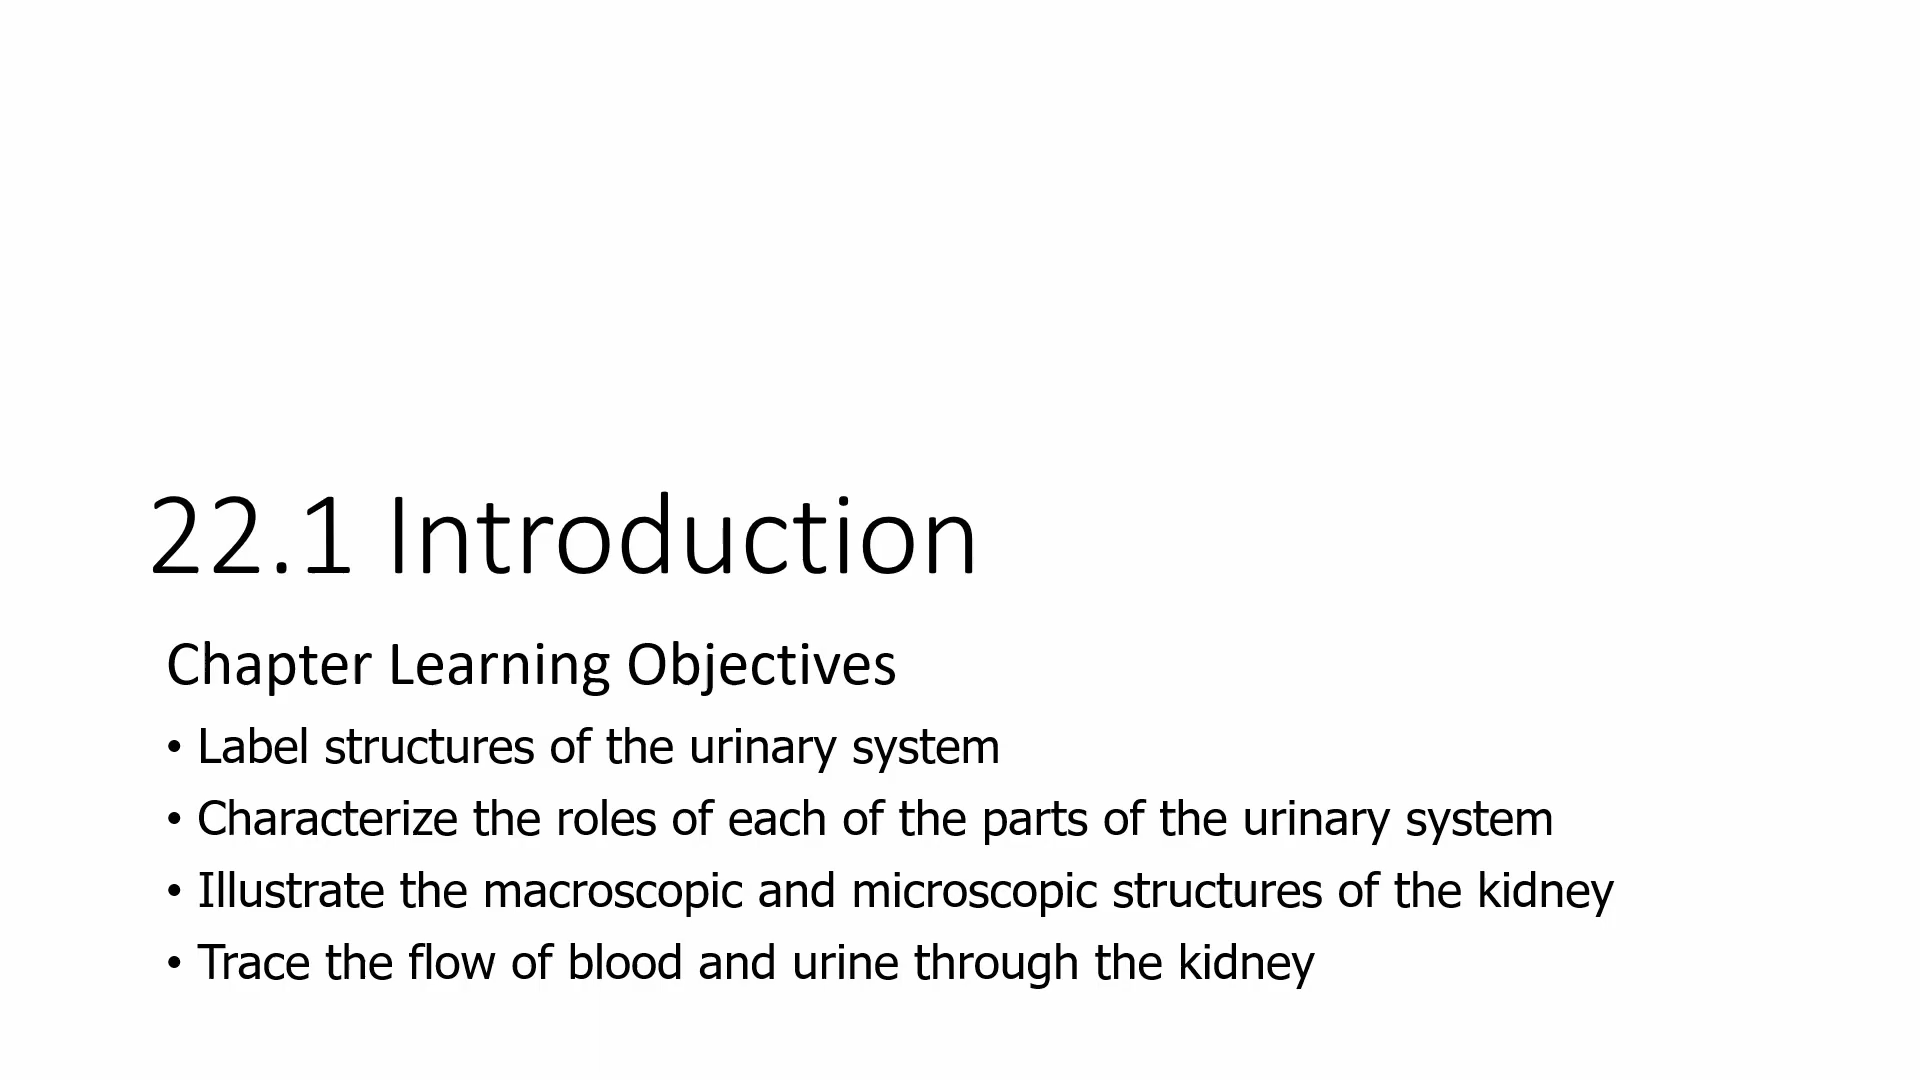 22.1 Introduction
Chapter Learning Objectives
• Label structures of the urinary system
• Characterize the roles of each of the parts of the urinary system
• Illustrate the macroscopic and microscopic structures of the kidney
• Trace the flow of blood and urine through the kidney